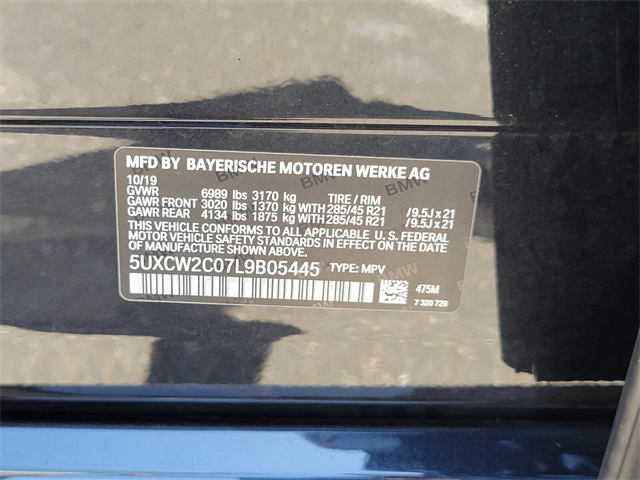 MFD BY BAYERISCHE MOTOREN WERKE AG
10/19
GVWR 6989 lbs 3170 kg TIRE / RIM
GAWR FRONT 3020 lbs 1370 kg WITH 285/45 R21 /9.5J x 21
GAWR REAR 4134 lbs 1875 kg WITH 285/45 R21 /9.5J x 21
THIS VEHICLE CONFORMS TO ALL APPLICABLE U. S. FEDERAL
MOTOR VEHICLE SAFETY STANDARDS IN EFFECT ON THE DATE
OF MANUFACTURE SHOWN ABOVE.
5UXCW2C07L9B05445 TYPE: MPV
475M
7 320 729